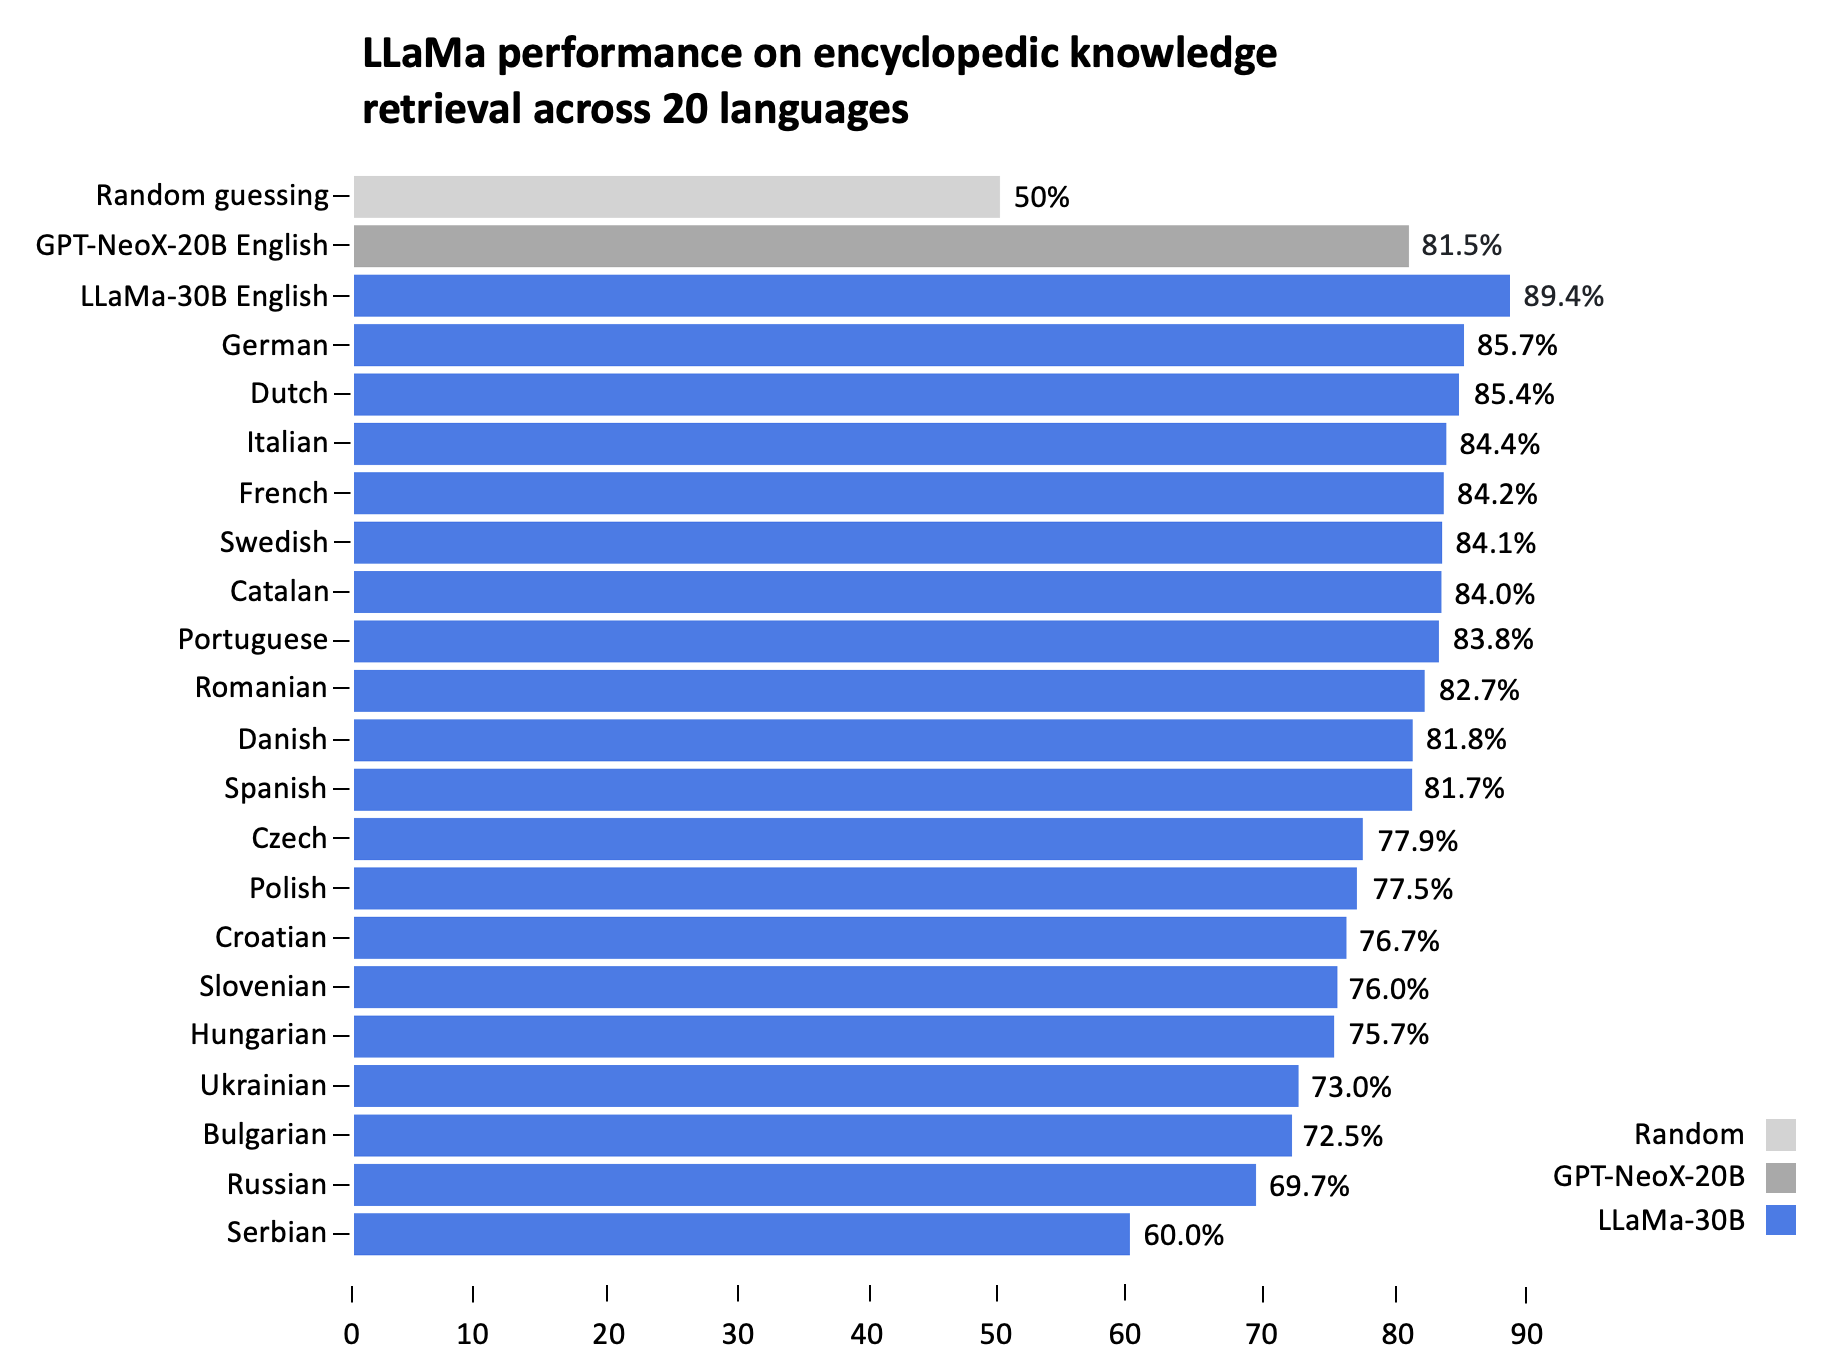 LLaMa performance on encyclopedic knowledge
retrieval across 20 languages
Random guessing 50%
GPT-NeoX-20B English 81.5%
LLaMa-30B English 89.4%
German 85.7%
Dutch 85.4%
Italian 84.4%
French 84.2%
Swedish 84.1%
Catalan 84.0%
Portuguese 83.8%
Romanian 82.7%
Danish 81.8%
Spanish 81.7%
Czech 77.9%
Polish 77.5%
Croatian 76.7%
Slovenian 76.0%
Hungarian 75.7%
Ukrainian 73.0%
Bulgarian 72.5%
Russian 69.7%
Serbian 60.0%
Random
GPT-NeoX-20B
LLaMa-30B
0 10 20 30 40 50 60 70 80 90